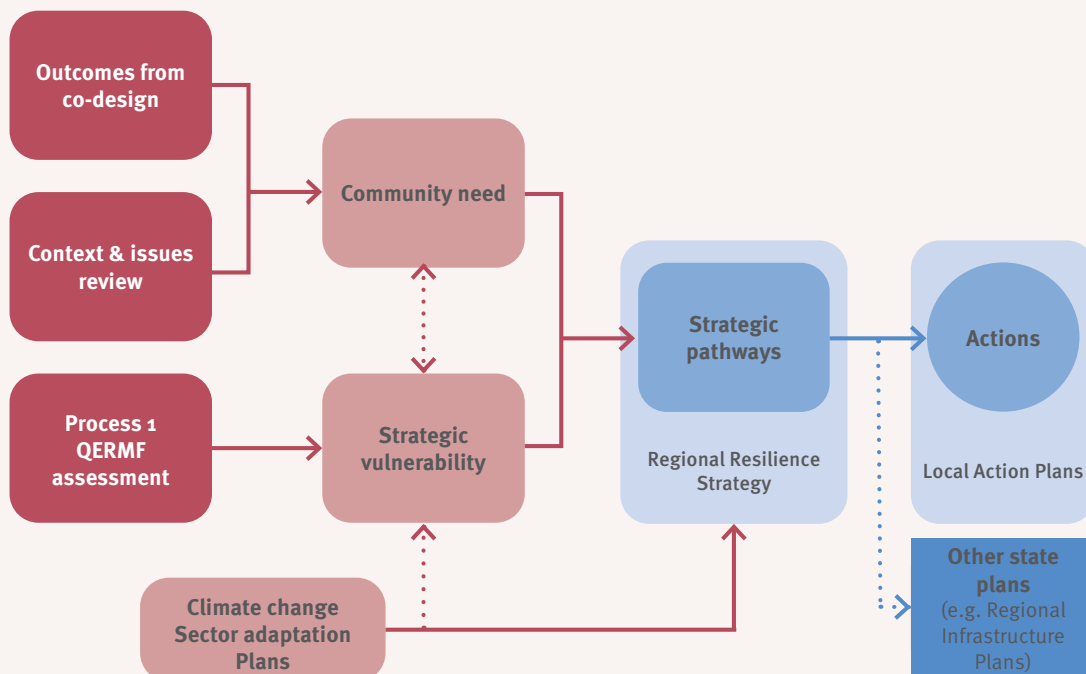 Outcomes from
co-design
Context & issues
review
Process 1
QERMF
assessment
Community need
Strategic
vulnerability
Climate change
Sector adaptation
Plans
Strategic
pathways
Regional Resilience
Strategy
Actions
Local Action Plans
Other state
plans
(e.g. Regional
Infrastructure
Plans)